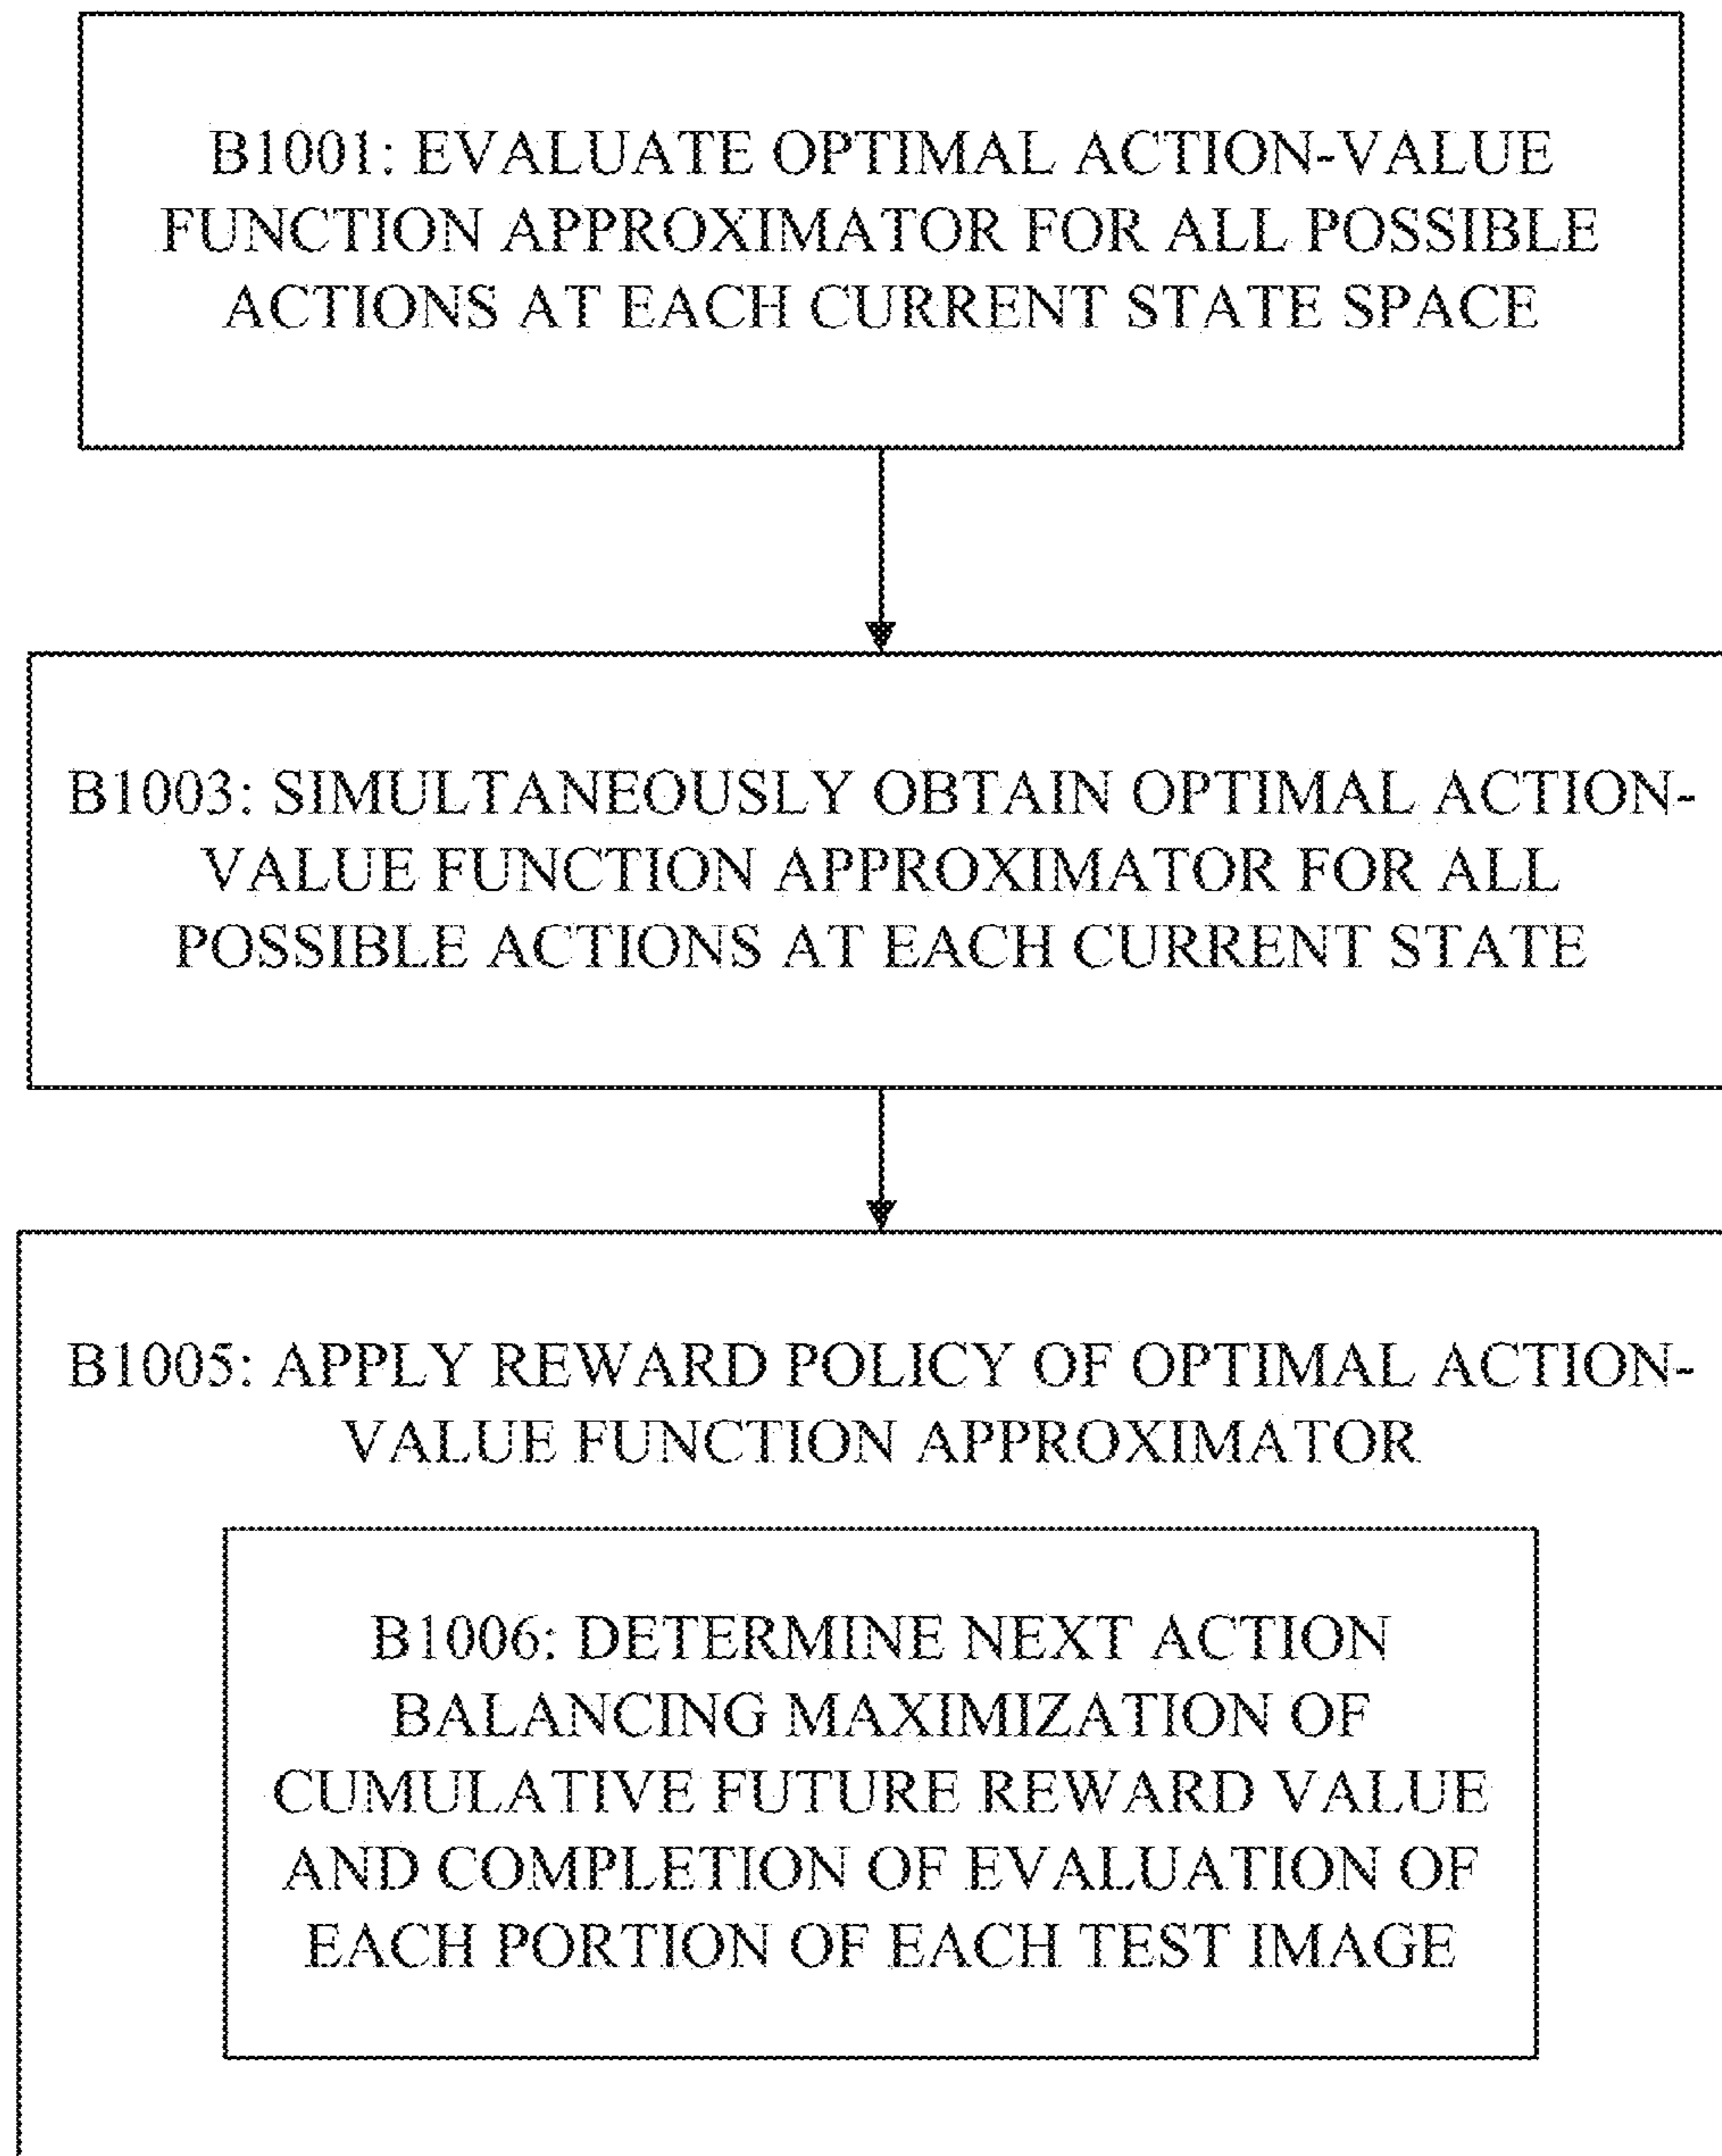 B1001: EVALUATE OPTIMAL ACTION-VALUE
FUNCTION APPROXIMATOR FOR ALL POSSIBLE
ACTIONS AT EACH CURRENT STATE SPACE
B1003: SIMULTANEOUSLY OBTAIN OPTIMAL ACTION-
VALUE FUNCTION APPROXIMATOR FOR ALL
POSSIBLE ACTIONS AT EACH CURRENT STATE
B1005: APPLY REWARD POLICY OF OPTIMAL ACTION-
VALUE FUNCTION APPROXIMATOR
B1006: DETERMINE NEXT ACTION
BALANCING MAXIMIZATION OF
CUMULATIVE FUTURE REWARD VALUE
AND COMPLETION OF EVALUATION OF
EACH PORTION OF EACH TEST IMAGE